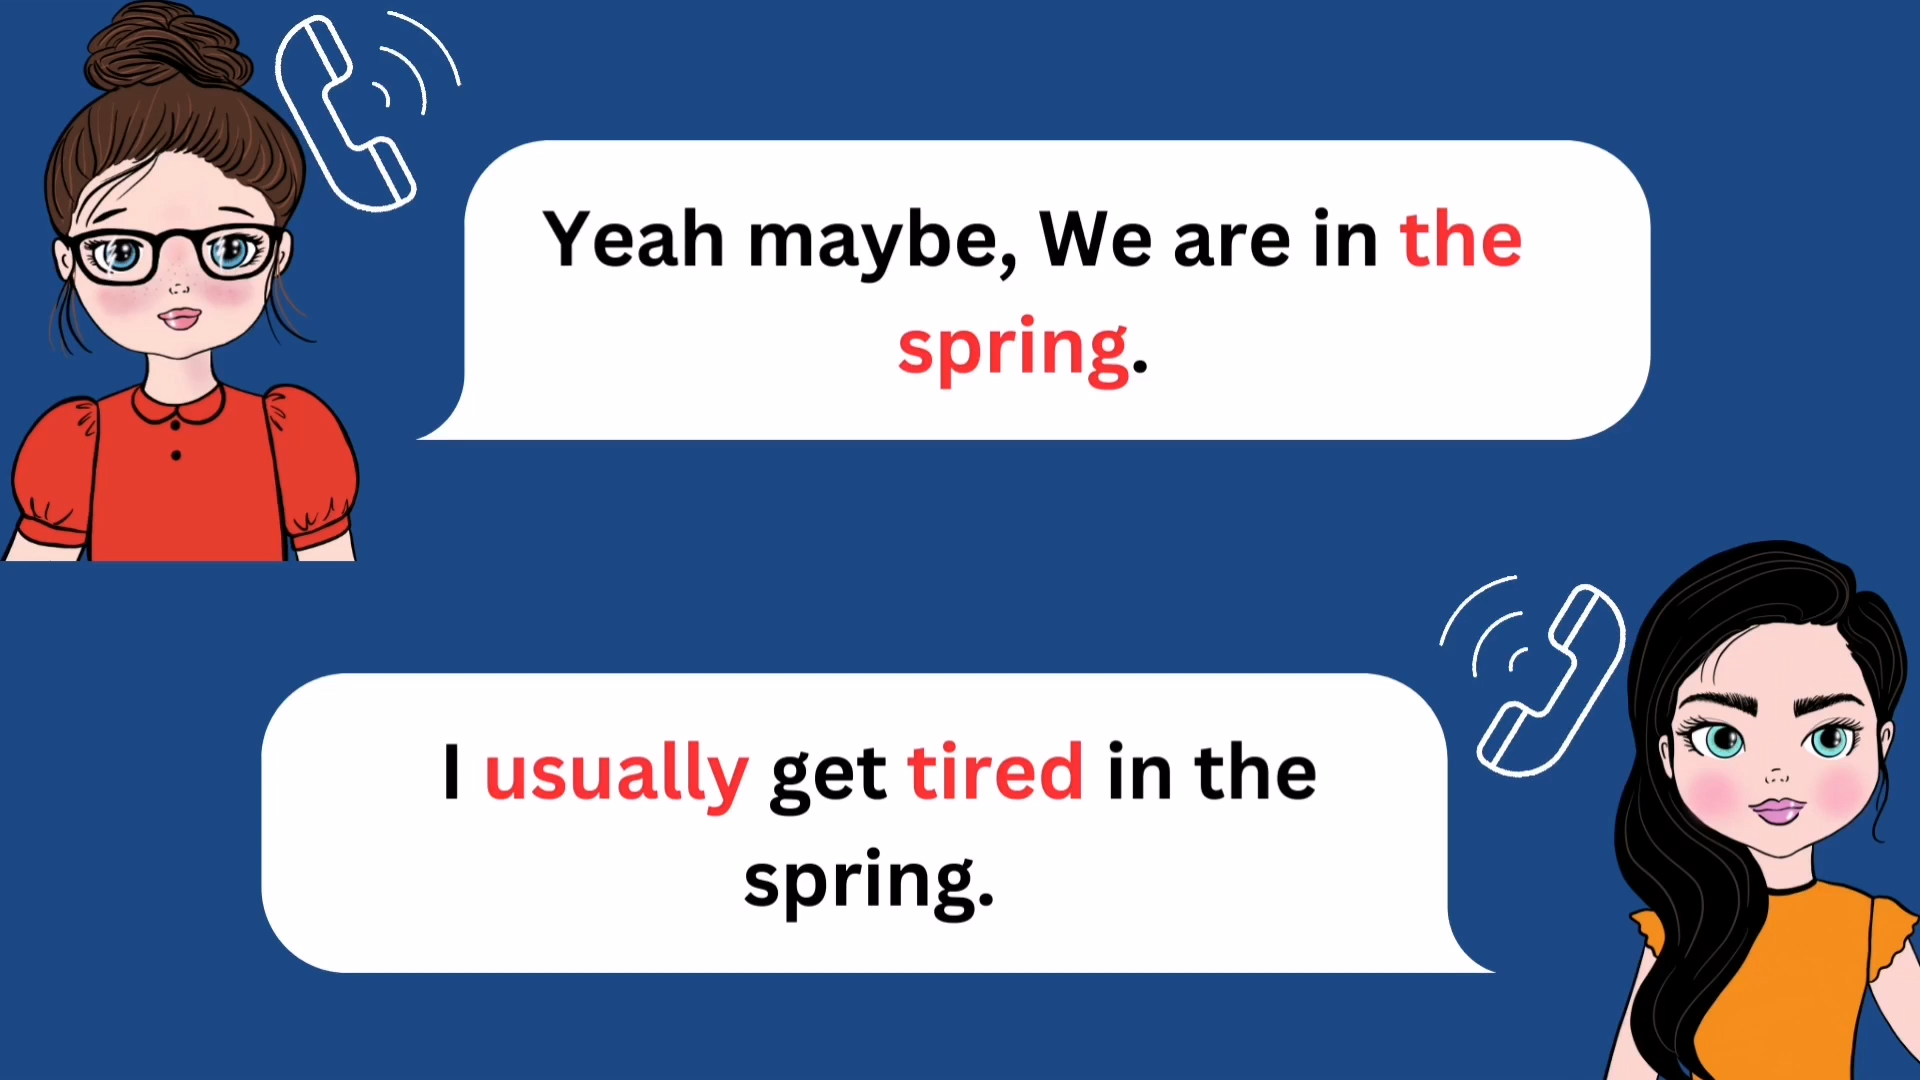 Yeah maybe, We are in the
spring.
I usually get tired in the
spring.